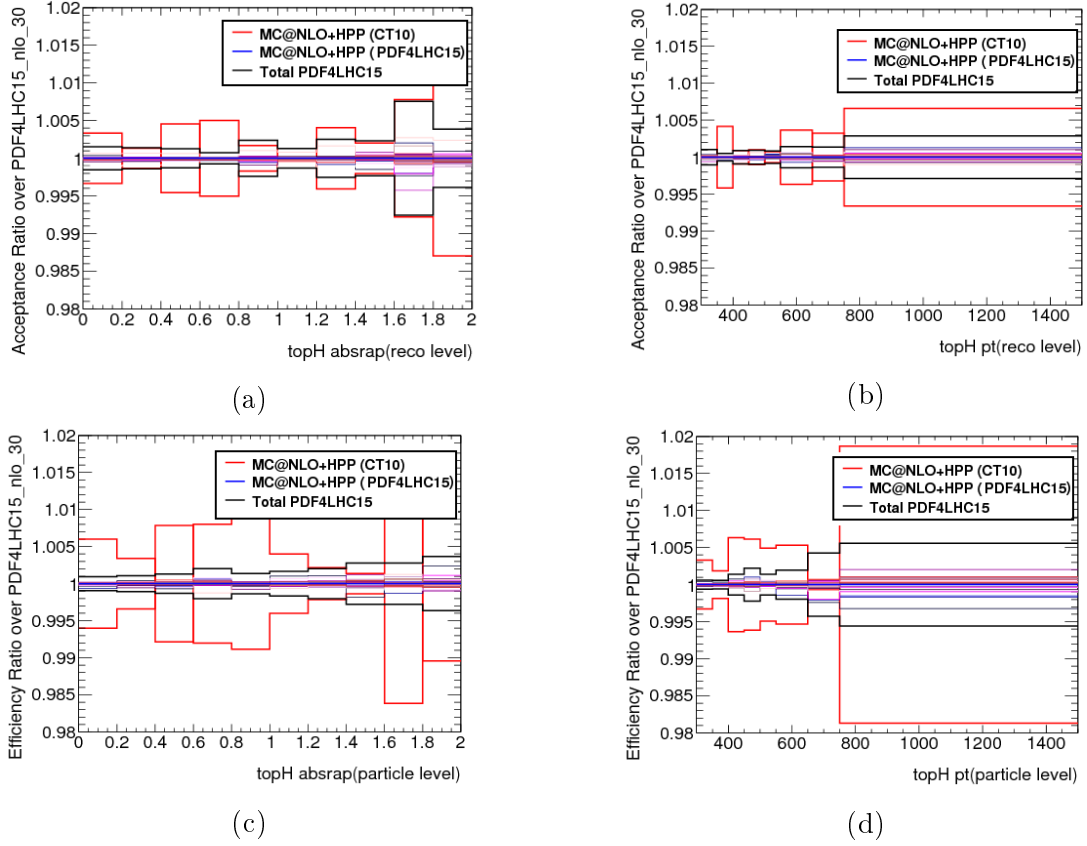 Acceptance Ratio over PDF4LHC15_nlo_30
1.02
1.015
1.01
1.005
1
0.995
0.99
0.985
0.98
MC@NLO+HPP (CT10)
MC@NLO+HPP (PDF4LHC15)
Total PDF4LHC15
0 0.2 0.4 0.6 0.8 1 1.2 1.4 1.6 1.8 2
topH absrap(reco level)
(a)
Acceptance Ratio over PDF4LHC15_nlo_30
1.02
1.015
1.01
1.005
1
0.995
0.99
0.985
0.98
MC@NLO+HPP (CT10)
MC@NLO+HPP (PDF4LHC15)
Total PDF4LHC15
400 600 800 1000 1200 1400
topH pt(reco level)
(b)
Efficiency Ratio over PDF4LHC15_nlo_30
1.02
1.015
1.01
1.005
1
0.995
0.99
0.985
0.98
MC@NLO+HPP (CT10)
MC@NLO+HPP (PDF4LHC15)
Total PDF4LHC15
0 0.2 0.4 0.6 0.8 1 1.2 1.4 1.6 1.8 2
topH absrap(particle level)
(c)
Efficiency Ratio over PDF4LHC15_nlo_30
1.02
1.015
1.01
1.005
1
0.995
0.99
0.985
0.98
MC@NLO+HPP (CT10)
MC@NLO+HPP ( PDF4LHC15)
Total PDF4LHC15
400 600 800 1000 1200 1400
topH pt(particle level)
(d)